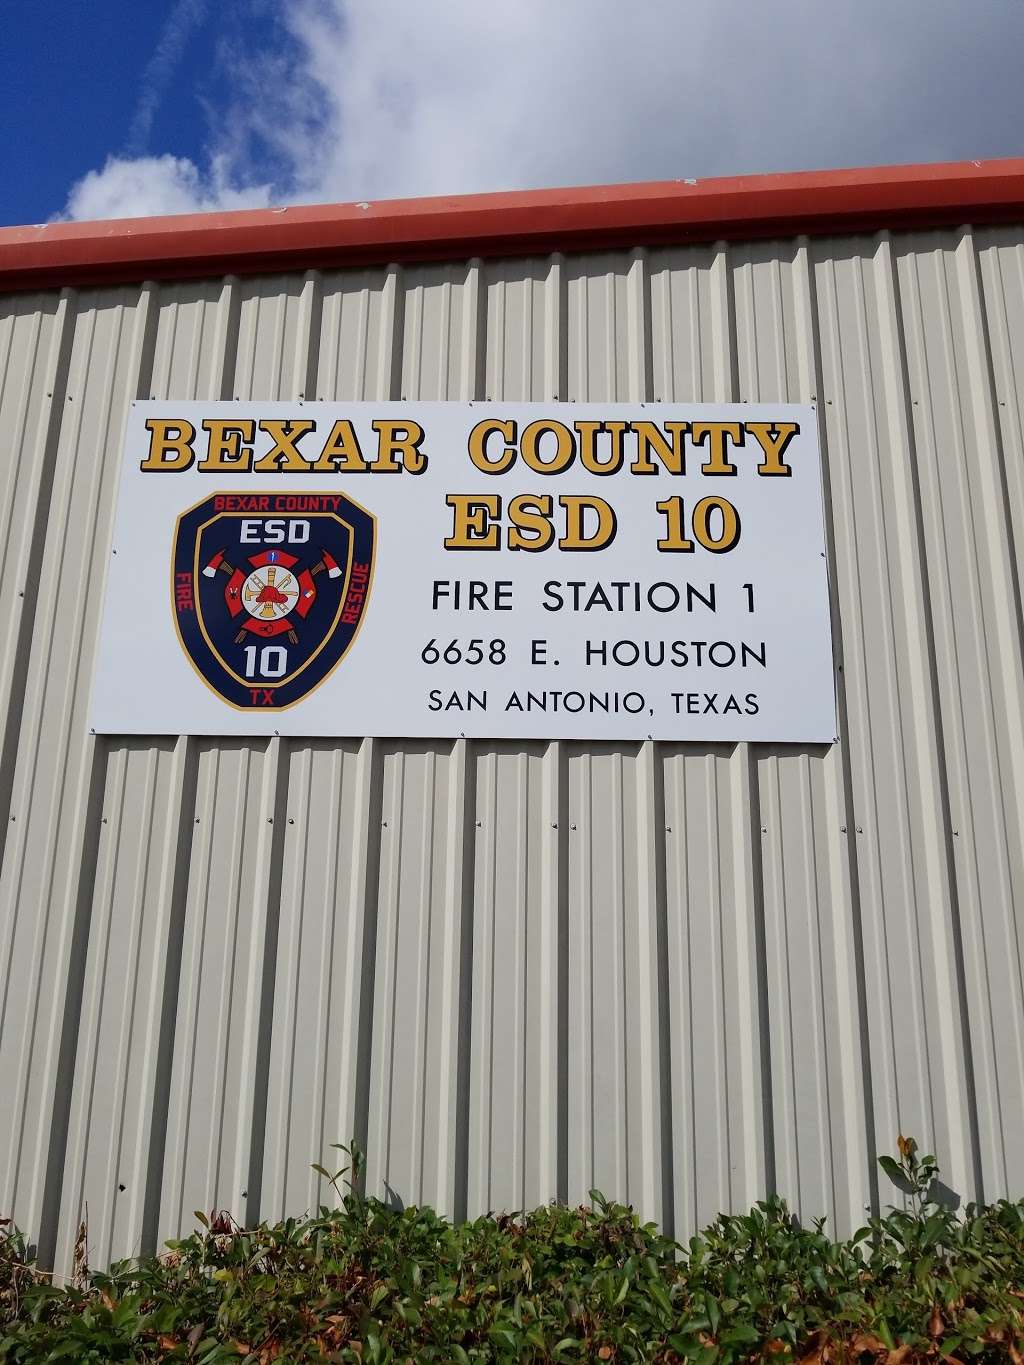 BEXAR COUNTY
ESD 10
FIRE STATION 1
6658 E. HOUSTON
SAN ANTONIO, TEXAS
BEXAR COUNTY
ESD
FIRE
RESCUE
10
TX